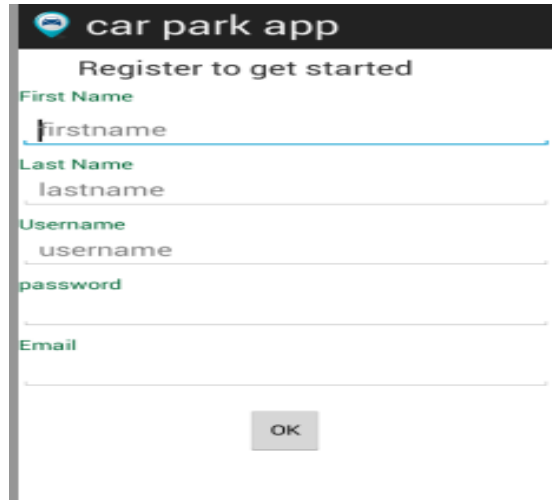 car park app
Register to get started
First Name
firstname
Last Name
lastname
Username
username
password
Email
OK